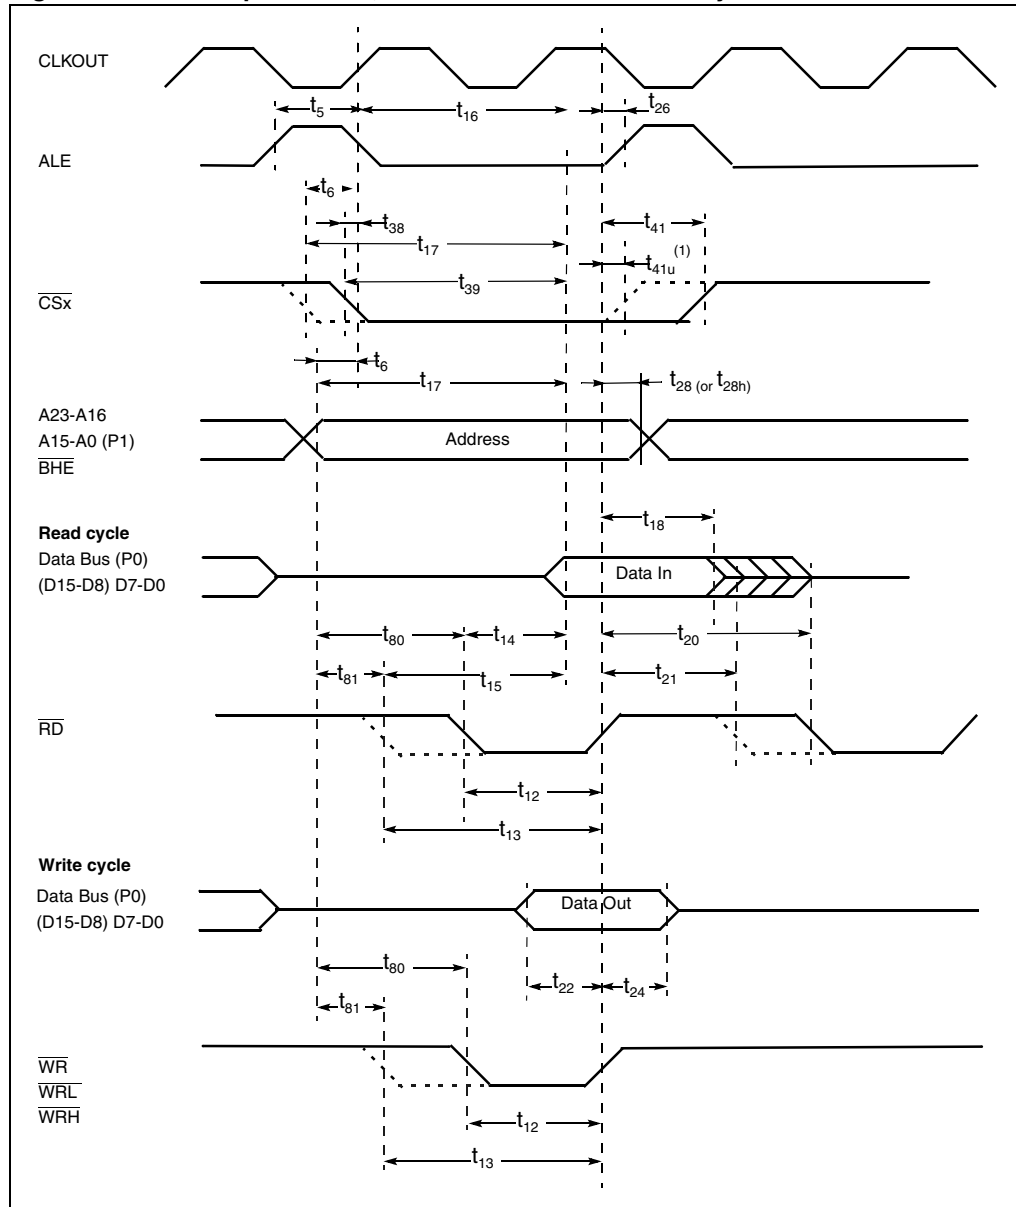 CLKOUT
t5
t16
t26
ALE
t6
t38
t41
t17
t41u (1)
t39
CSx
t6
t17
t28 (or t28h)
A23-A16
A15-A0 (P1)
Address
BHE
t18
Read cycle
Data Bus (P0)
Data In
(D15-D8) D7-D0
t80
t14
t20
t81
t15
t21
RD
t12
t13
Write cycle
Data Bus (P0)
Data Out
(D15-D8) D7-D0
t80
t22
t24
t81
WR
WRL
WRH
t12
t13